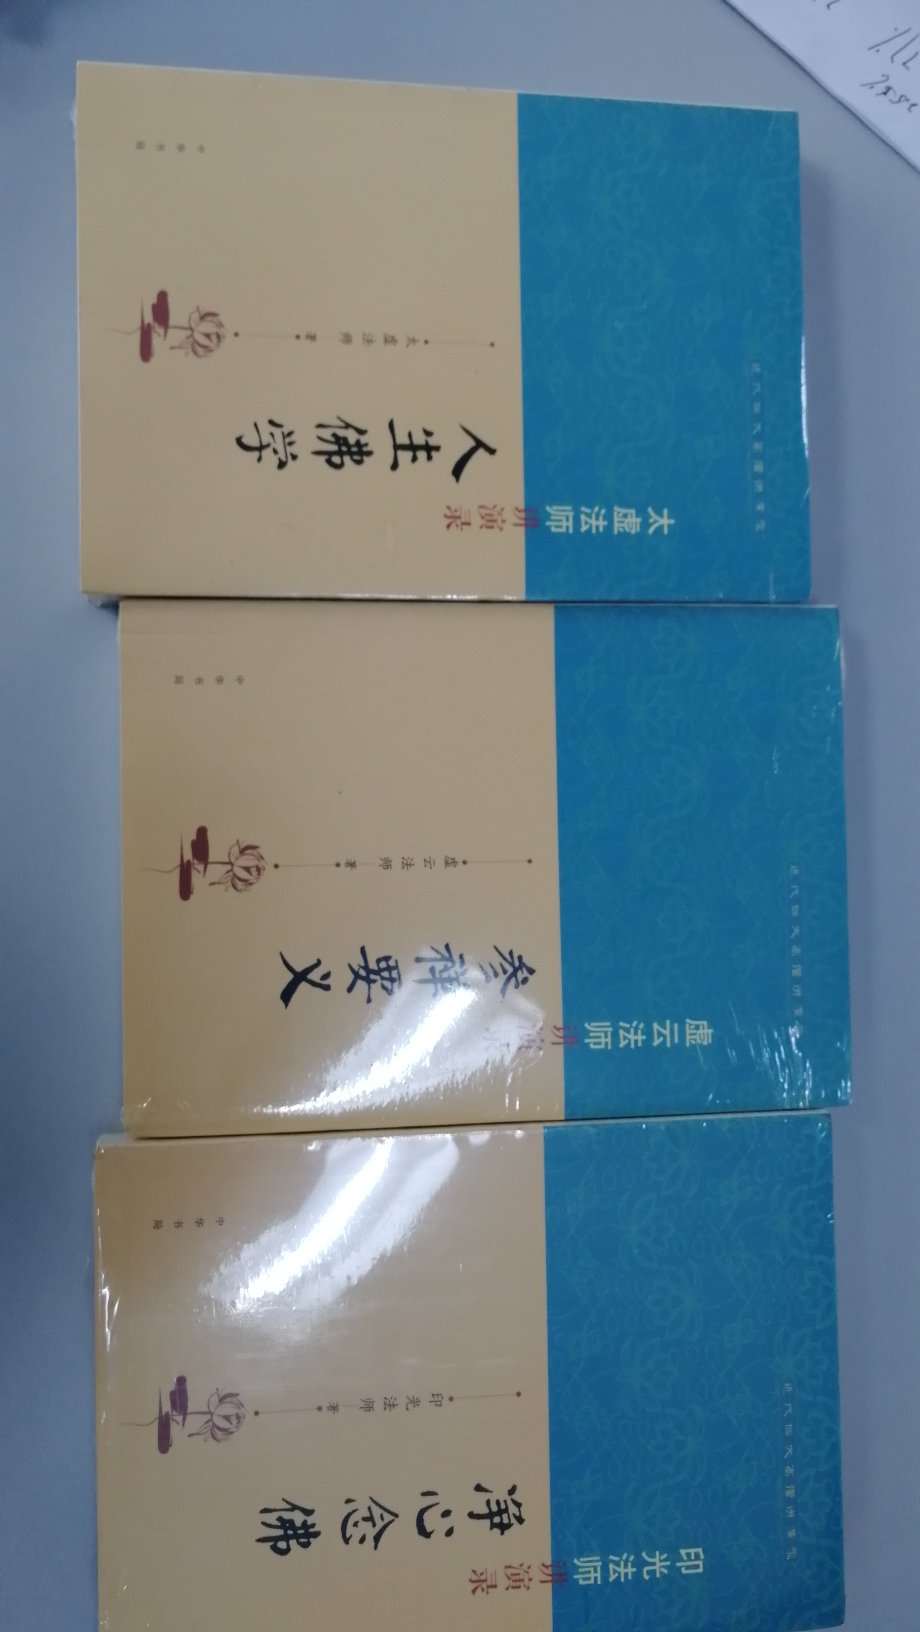 太虚法师讲演录
人生佛学
太虚法师 著
中华书局
虚云法师讲演录
参禅要义
虚云法师 著
中华书局
印光法师讲演录
净心念佛
印光法师 著
中华书局